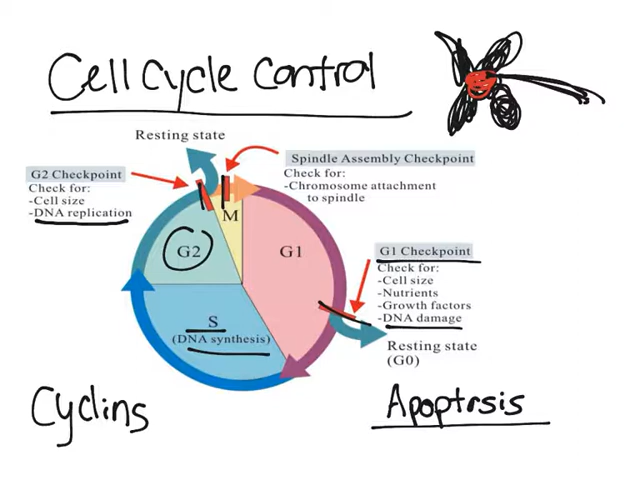 Cell Cycle Control
Resting state
G2 Checkpoint
Check for:
-Cell size
-DNA replication
Spindle Assembly Checkpoint
Check for:
-Chromosome attachment
to spindle
M
G2
G1
G1 Checkpoint
Check for:
-Cell size
-Nutrients
-Growth factors
-DNA damage
S
(DNA synthesis)
Resting state
(G0)
Cyclins
Apoptosis